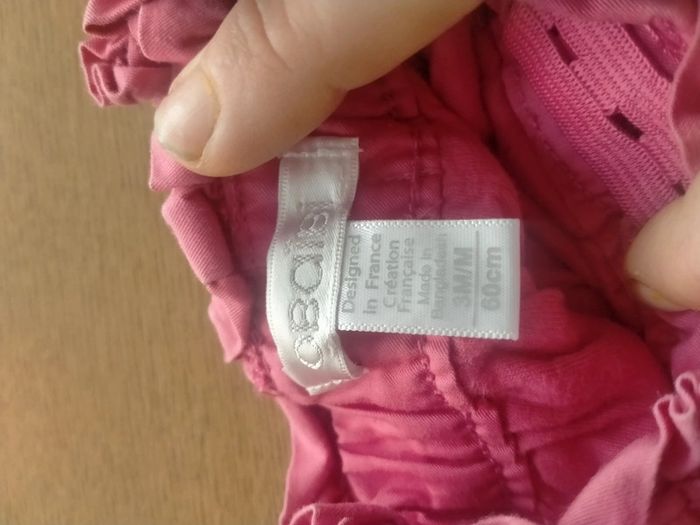 obaibi
Designed
in France
Création
Française
Made in
Bangladesh
3M/M
60cm